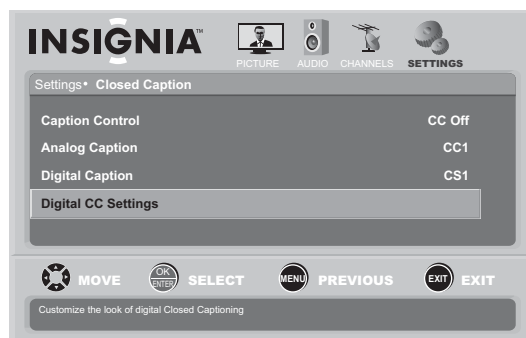 INSIGNIA™
PICTURE AUDIO CHANNELS SETTINGS
Settings• Closed Caption
Caption Control CC Off
Analog Caption CC1
Digital Caption CS1
Digital CC Settings
MOVE OK ENTER SELECT MENU PREVIOUS EXIT EXIT
Customize the look of digital Closed Captioning